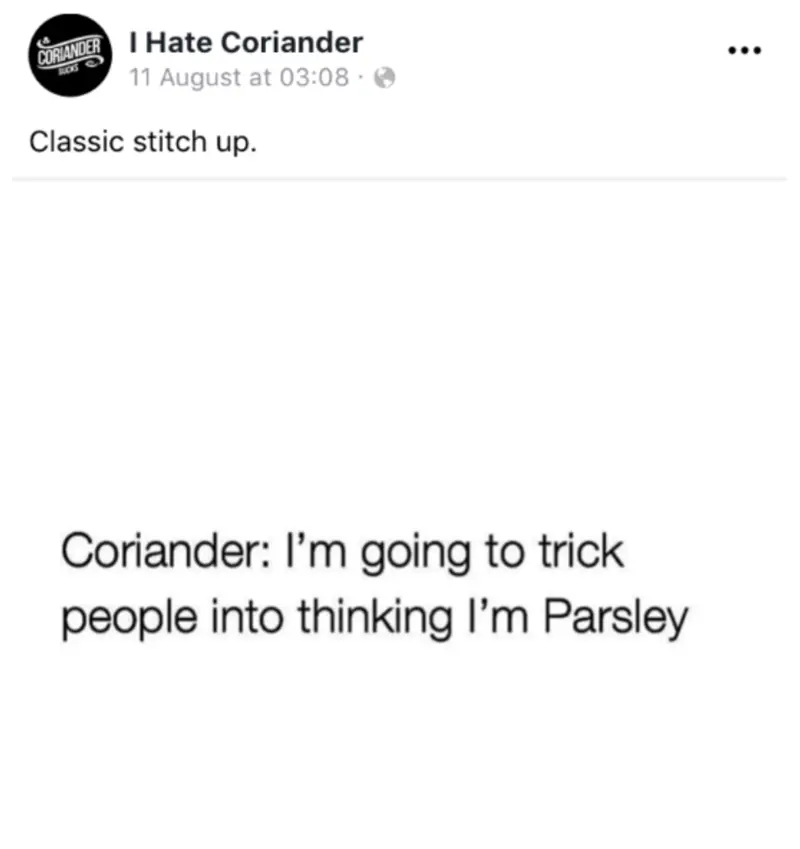 CORIANDER
SUCKS
I Hate Coriander
11 August at 03:08 ·
Classic stitch up.
Coriander: I'm going to trick
people into thinking I'm Parsley